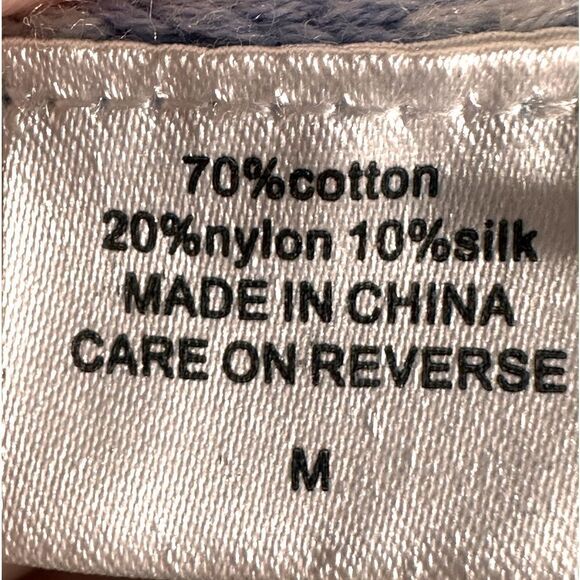 70%cotton
20%nylon 10%silk
MADE IN CHINA
CARE ON REVERSE
M